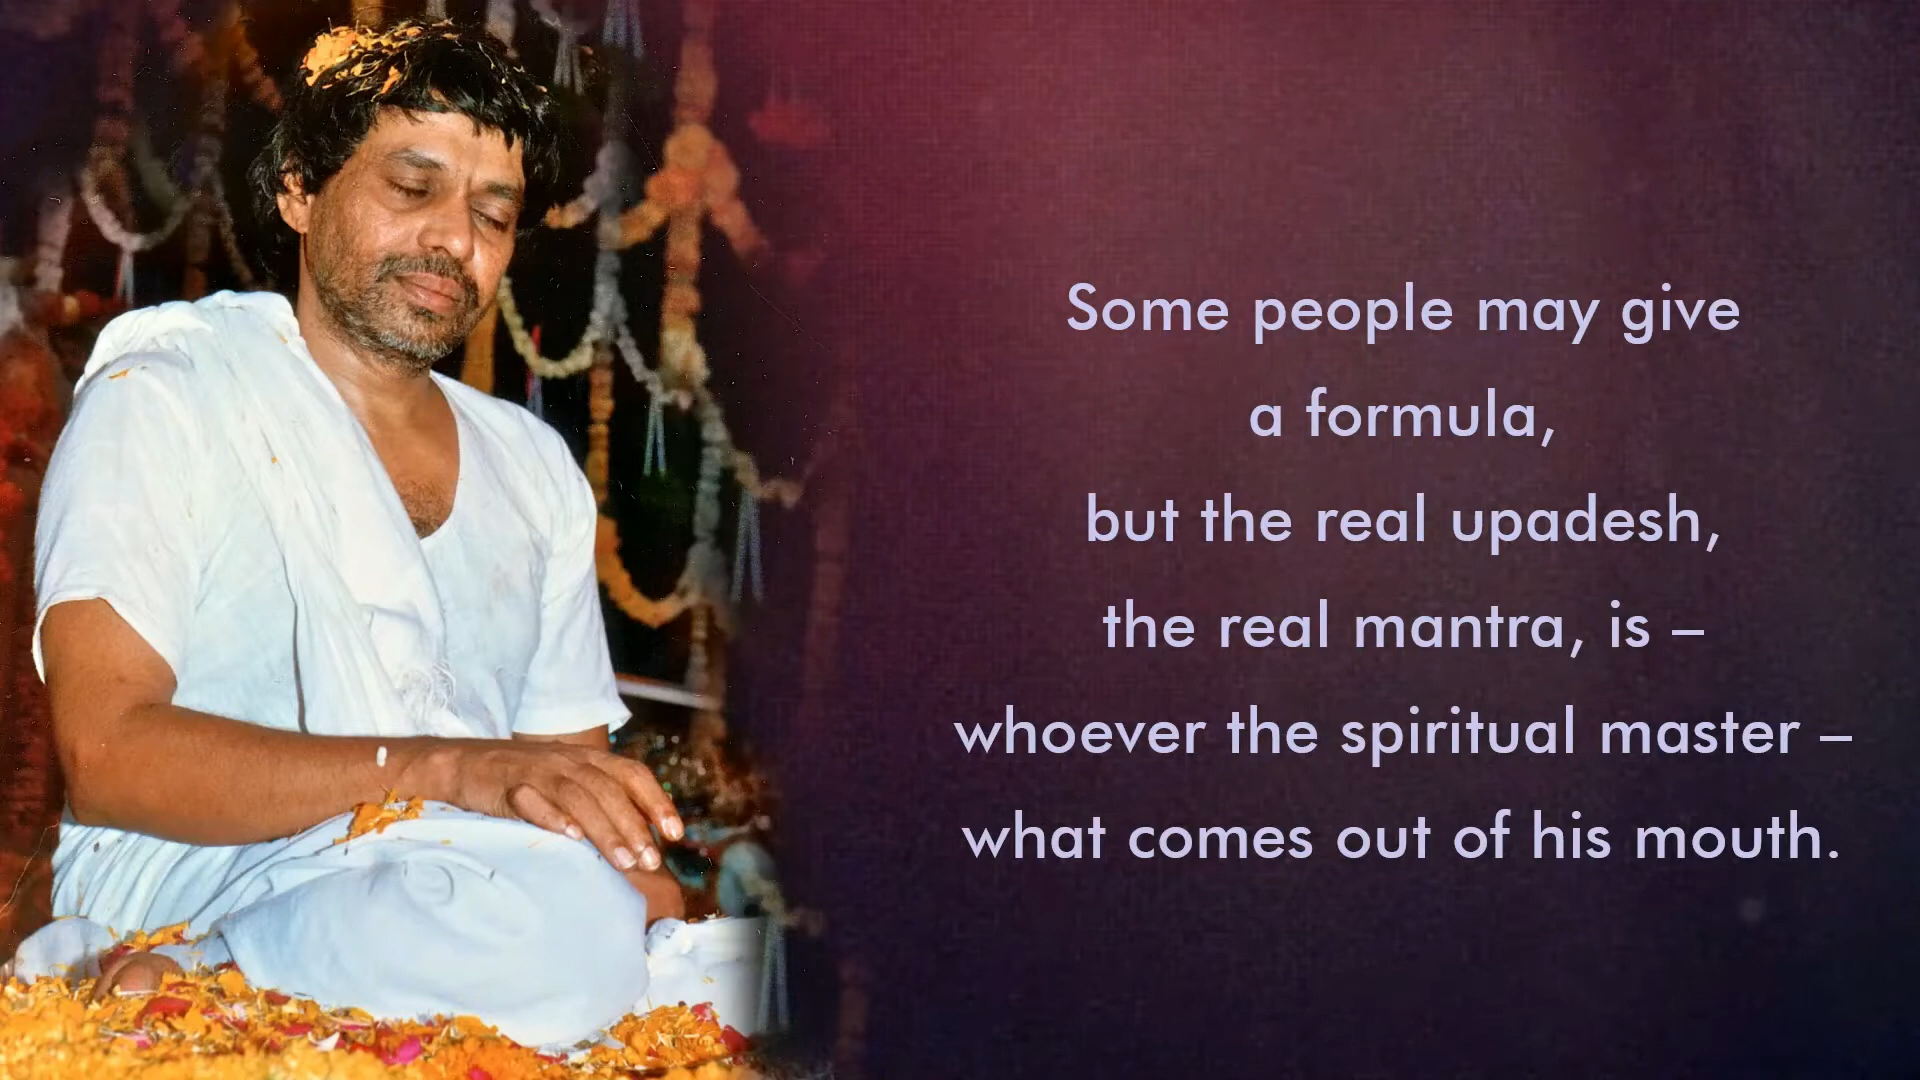 Some people may give
a formula,
but the real upadesh,
the real mantra, is –
whoever the spiritual master –
what comes out of his mouth.